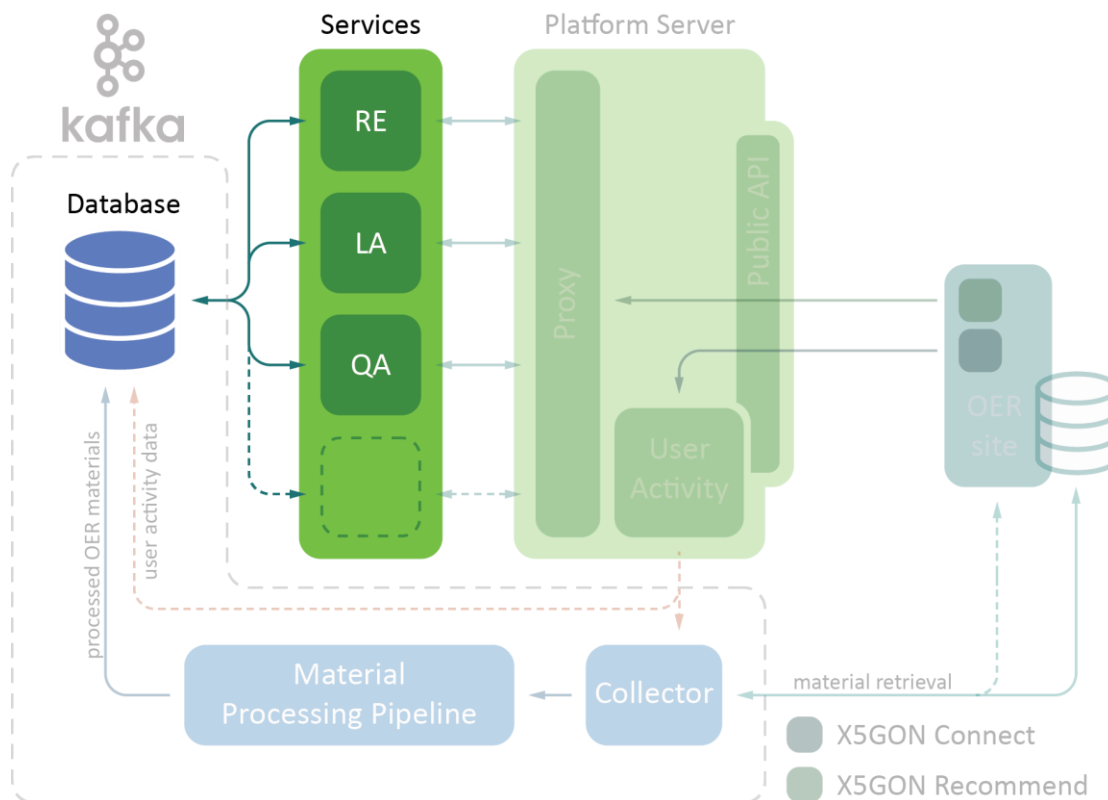 Services
Platform Server
kafka
Database
RE
LA
QA
Proxy
Public API
User
Activity
OER
site
processed OER materials
user activity data
Material
Processing Pipeline
Collector
material retrieval
X5GON Connect
X5GON Recommend